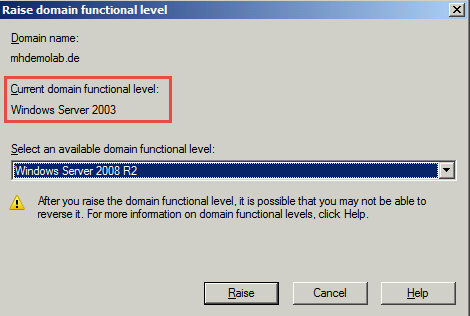 Raise domain functional level
Domain name:
mhdemolab.de
Current domain functional level:
Windows Server 2003
Select an available domain functional level:
Windows Server 2008 R2
After you raise the domain functional level, it is possible that you may not be able to
reverse it. For more information on domain functional levels, click Help.
Raise
Cancel
Help